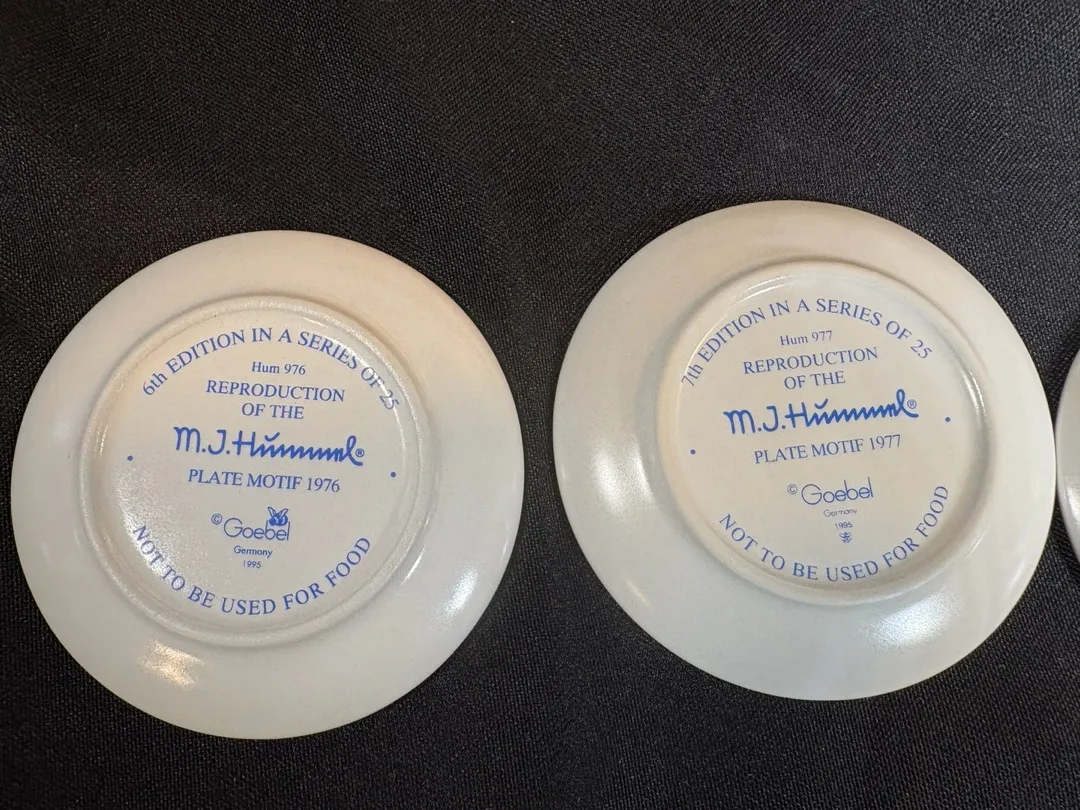 6th EDITION IN A SERIES OF 25
Hum 976
REPRODUCTION
OF THE
M.J.Hummel®
PLATE MOTIF 1976
© Goebel
Germany
1995
NOT TO BE USED FOR FOOD
7th EDITION IN A SERIES OF 25
Hum 977
REPRODUCTION
OF THE
M.J.Hummel®
PLATE MOTIF 1977
© Goebel
Germany
1995
NOT TO BE USED FOR FOOD